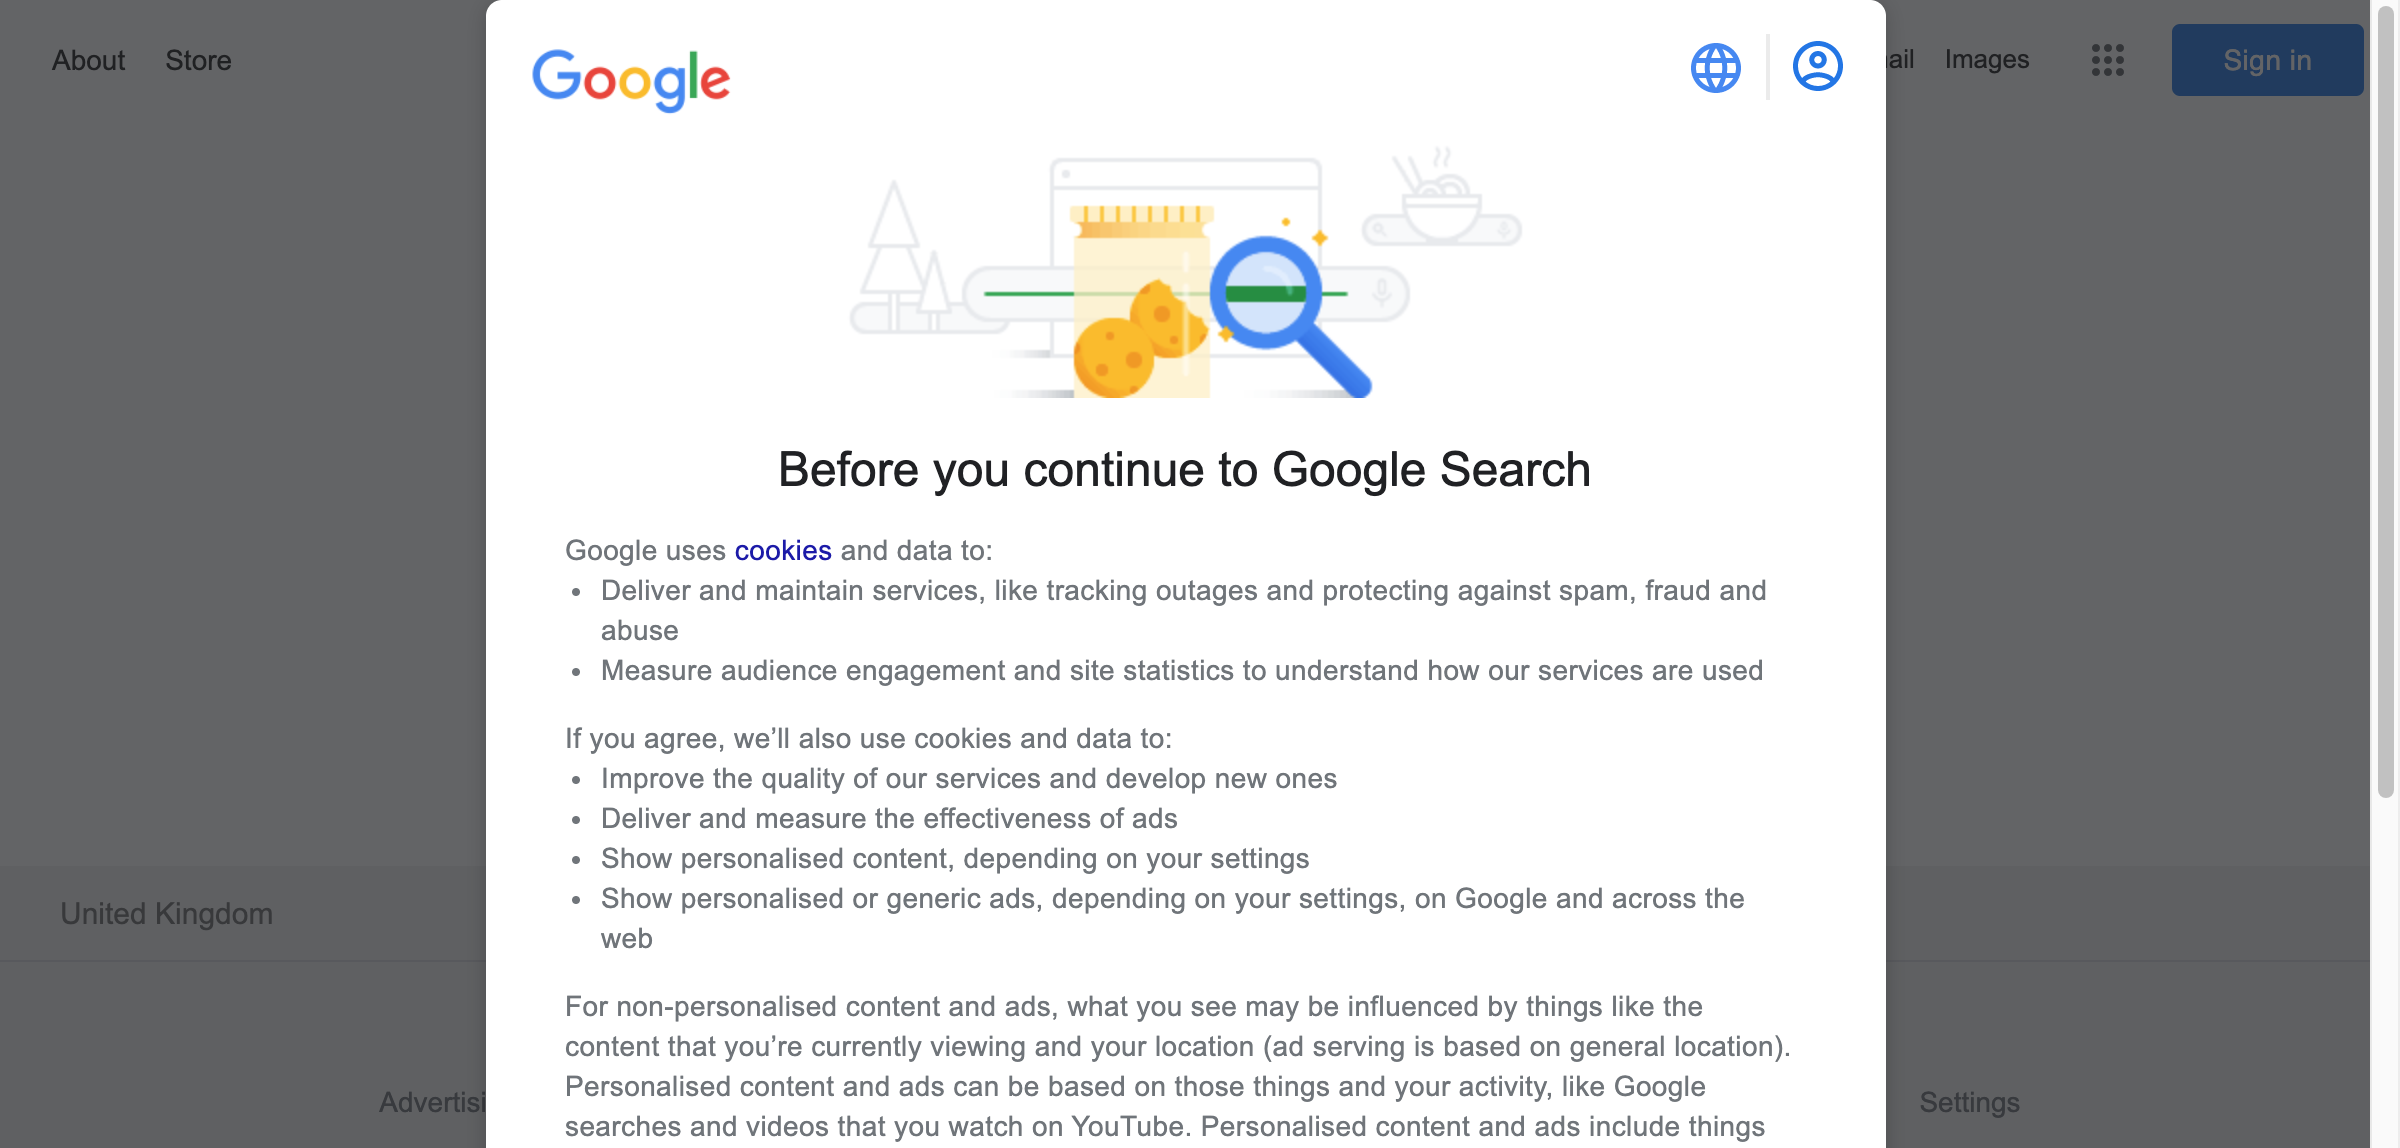 About Store
Google
ail Images
Sign in
Before you continue to Google Search
Google uses cookies and data to:
• Deliver and maintain services, like tracking outages and protecting against spam, fraud and
abuse
• Measure audience engagement and site statistics to understand how our services are used
If you agree, we’ll also use cookies and data to:
• Improve the quality of our services and develop new ones
• Deliver and measure the effectiveness of ads
• Show personalised content, depending on your settings
• Show personalised or generic ads, depending on your settings, on Google and across the
web
United Kingdom
For non-personalised content and ads, what you see may be influenced by things like the
content that you’re currently viewing and your location (ad serving is based on general location).
Personalised content and ads can be based on those things and your activity, like Google
searches and videos that you watch on YouTube. Personalised content and ads include things
Advertisi
Settings